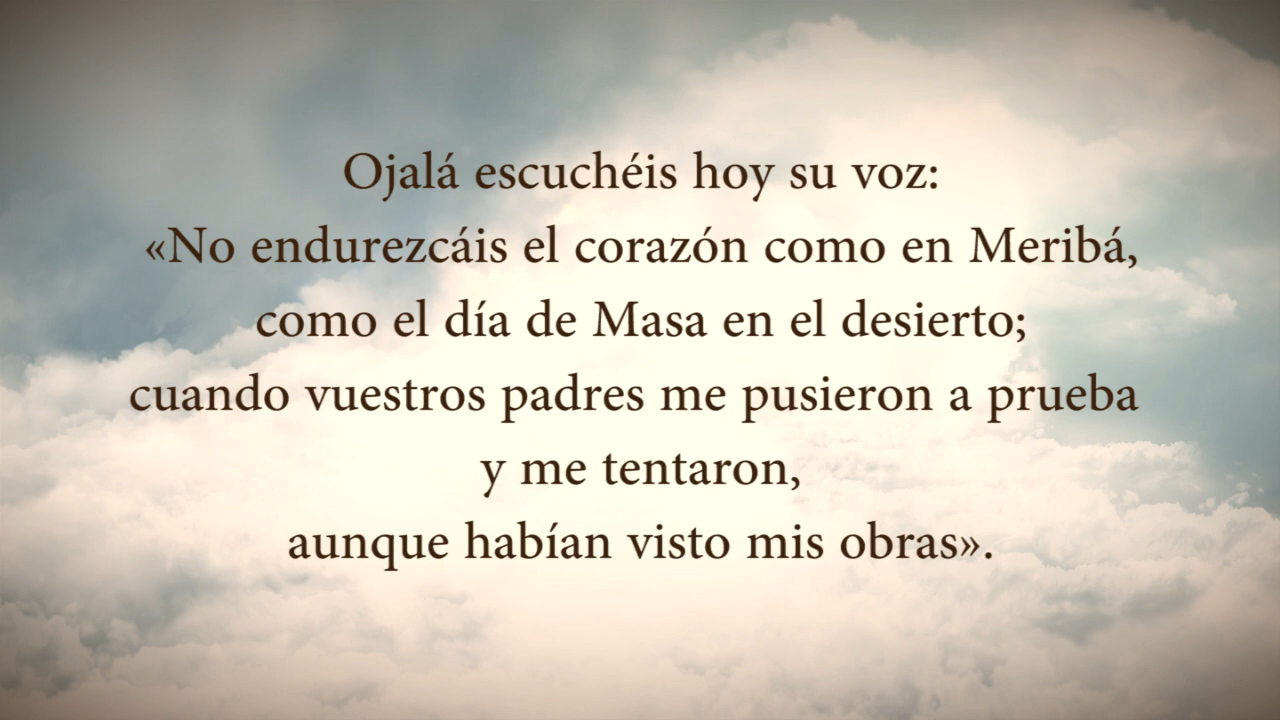 Ojalá escuchéis hoy su voz:
«No endurezcáis el corazón como en Meribá,
como el día de Masa en el desierto;
cuando vuestros padres me pusieron a prueba
y me tentaron,
aunque habían visto mis obras».